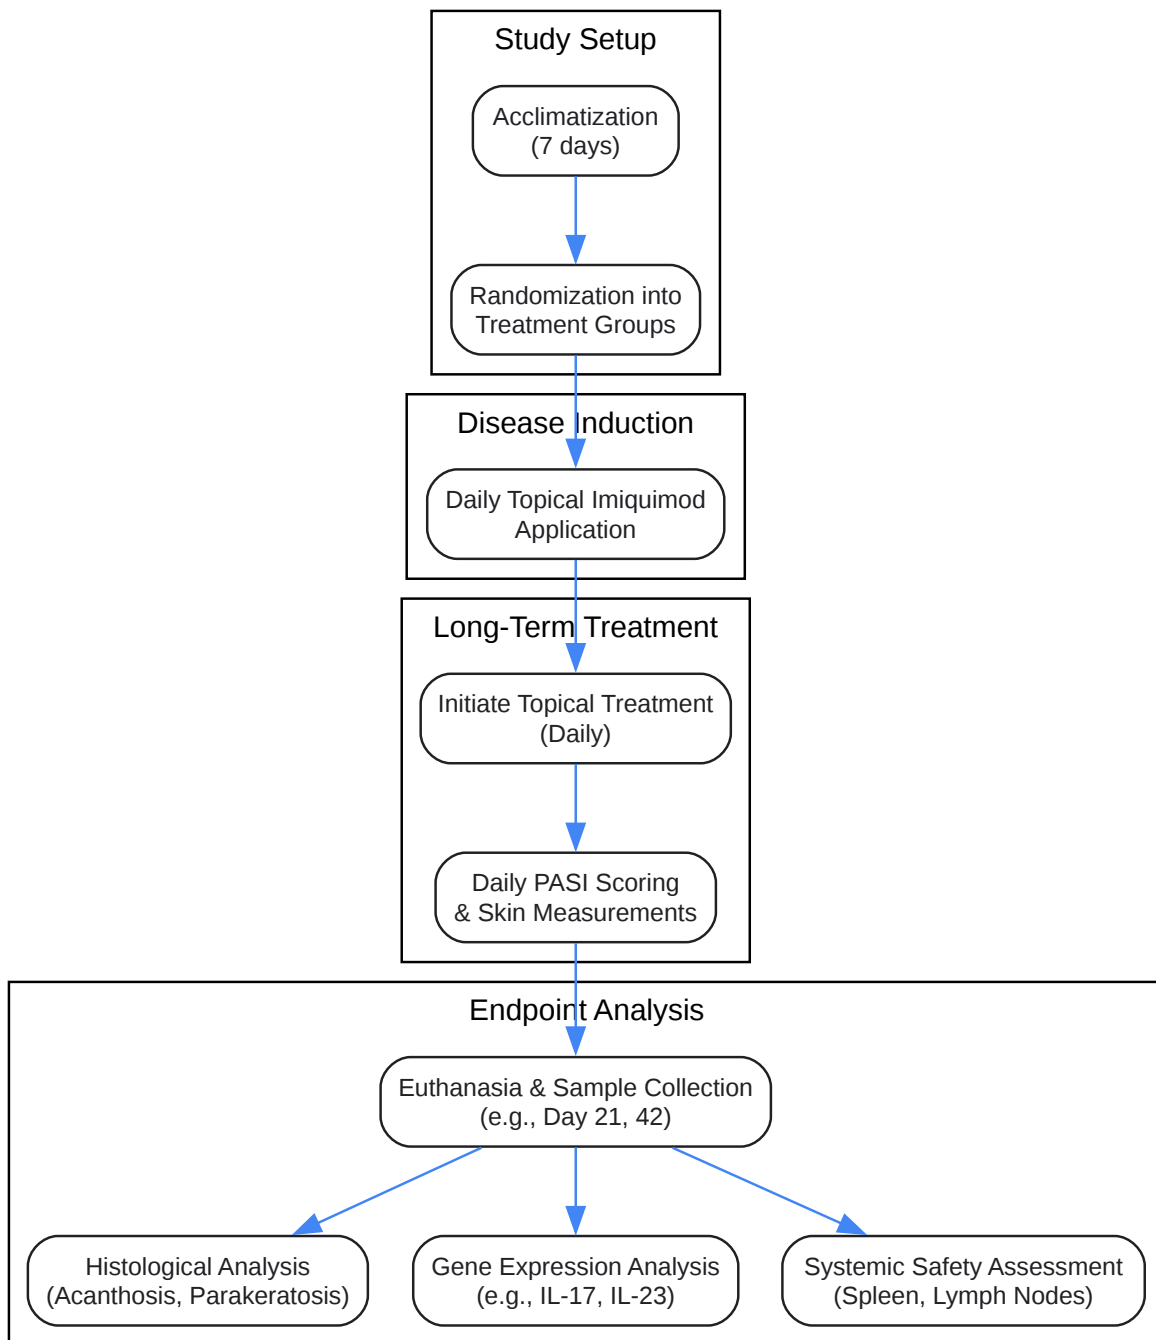 Study Setup
Acclimatization
(7 days)
Randomization into
Treatment Groups
Disease Induction
Daily Topical Imiquimod
Application
Long-Term Treatment
Initiate Topical Treatment
(Daily)
Daily PASI Scoring
& Skin Measurements
Endpoint Analysis
Euthanasia & Sample Collection
(e.g., Day 21, 42)
Histological Analysis
(Acanthosis, Parakeratosis)
Gene Expression Analysis
(e.g., IL-17, IL-23)
Systemic Safety Assessment
(Spleen, Lymph Nodes)